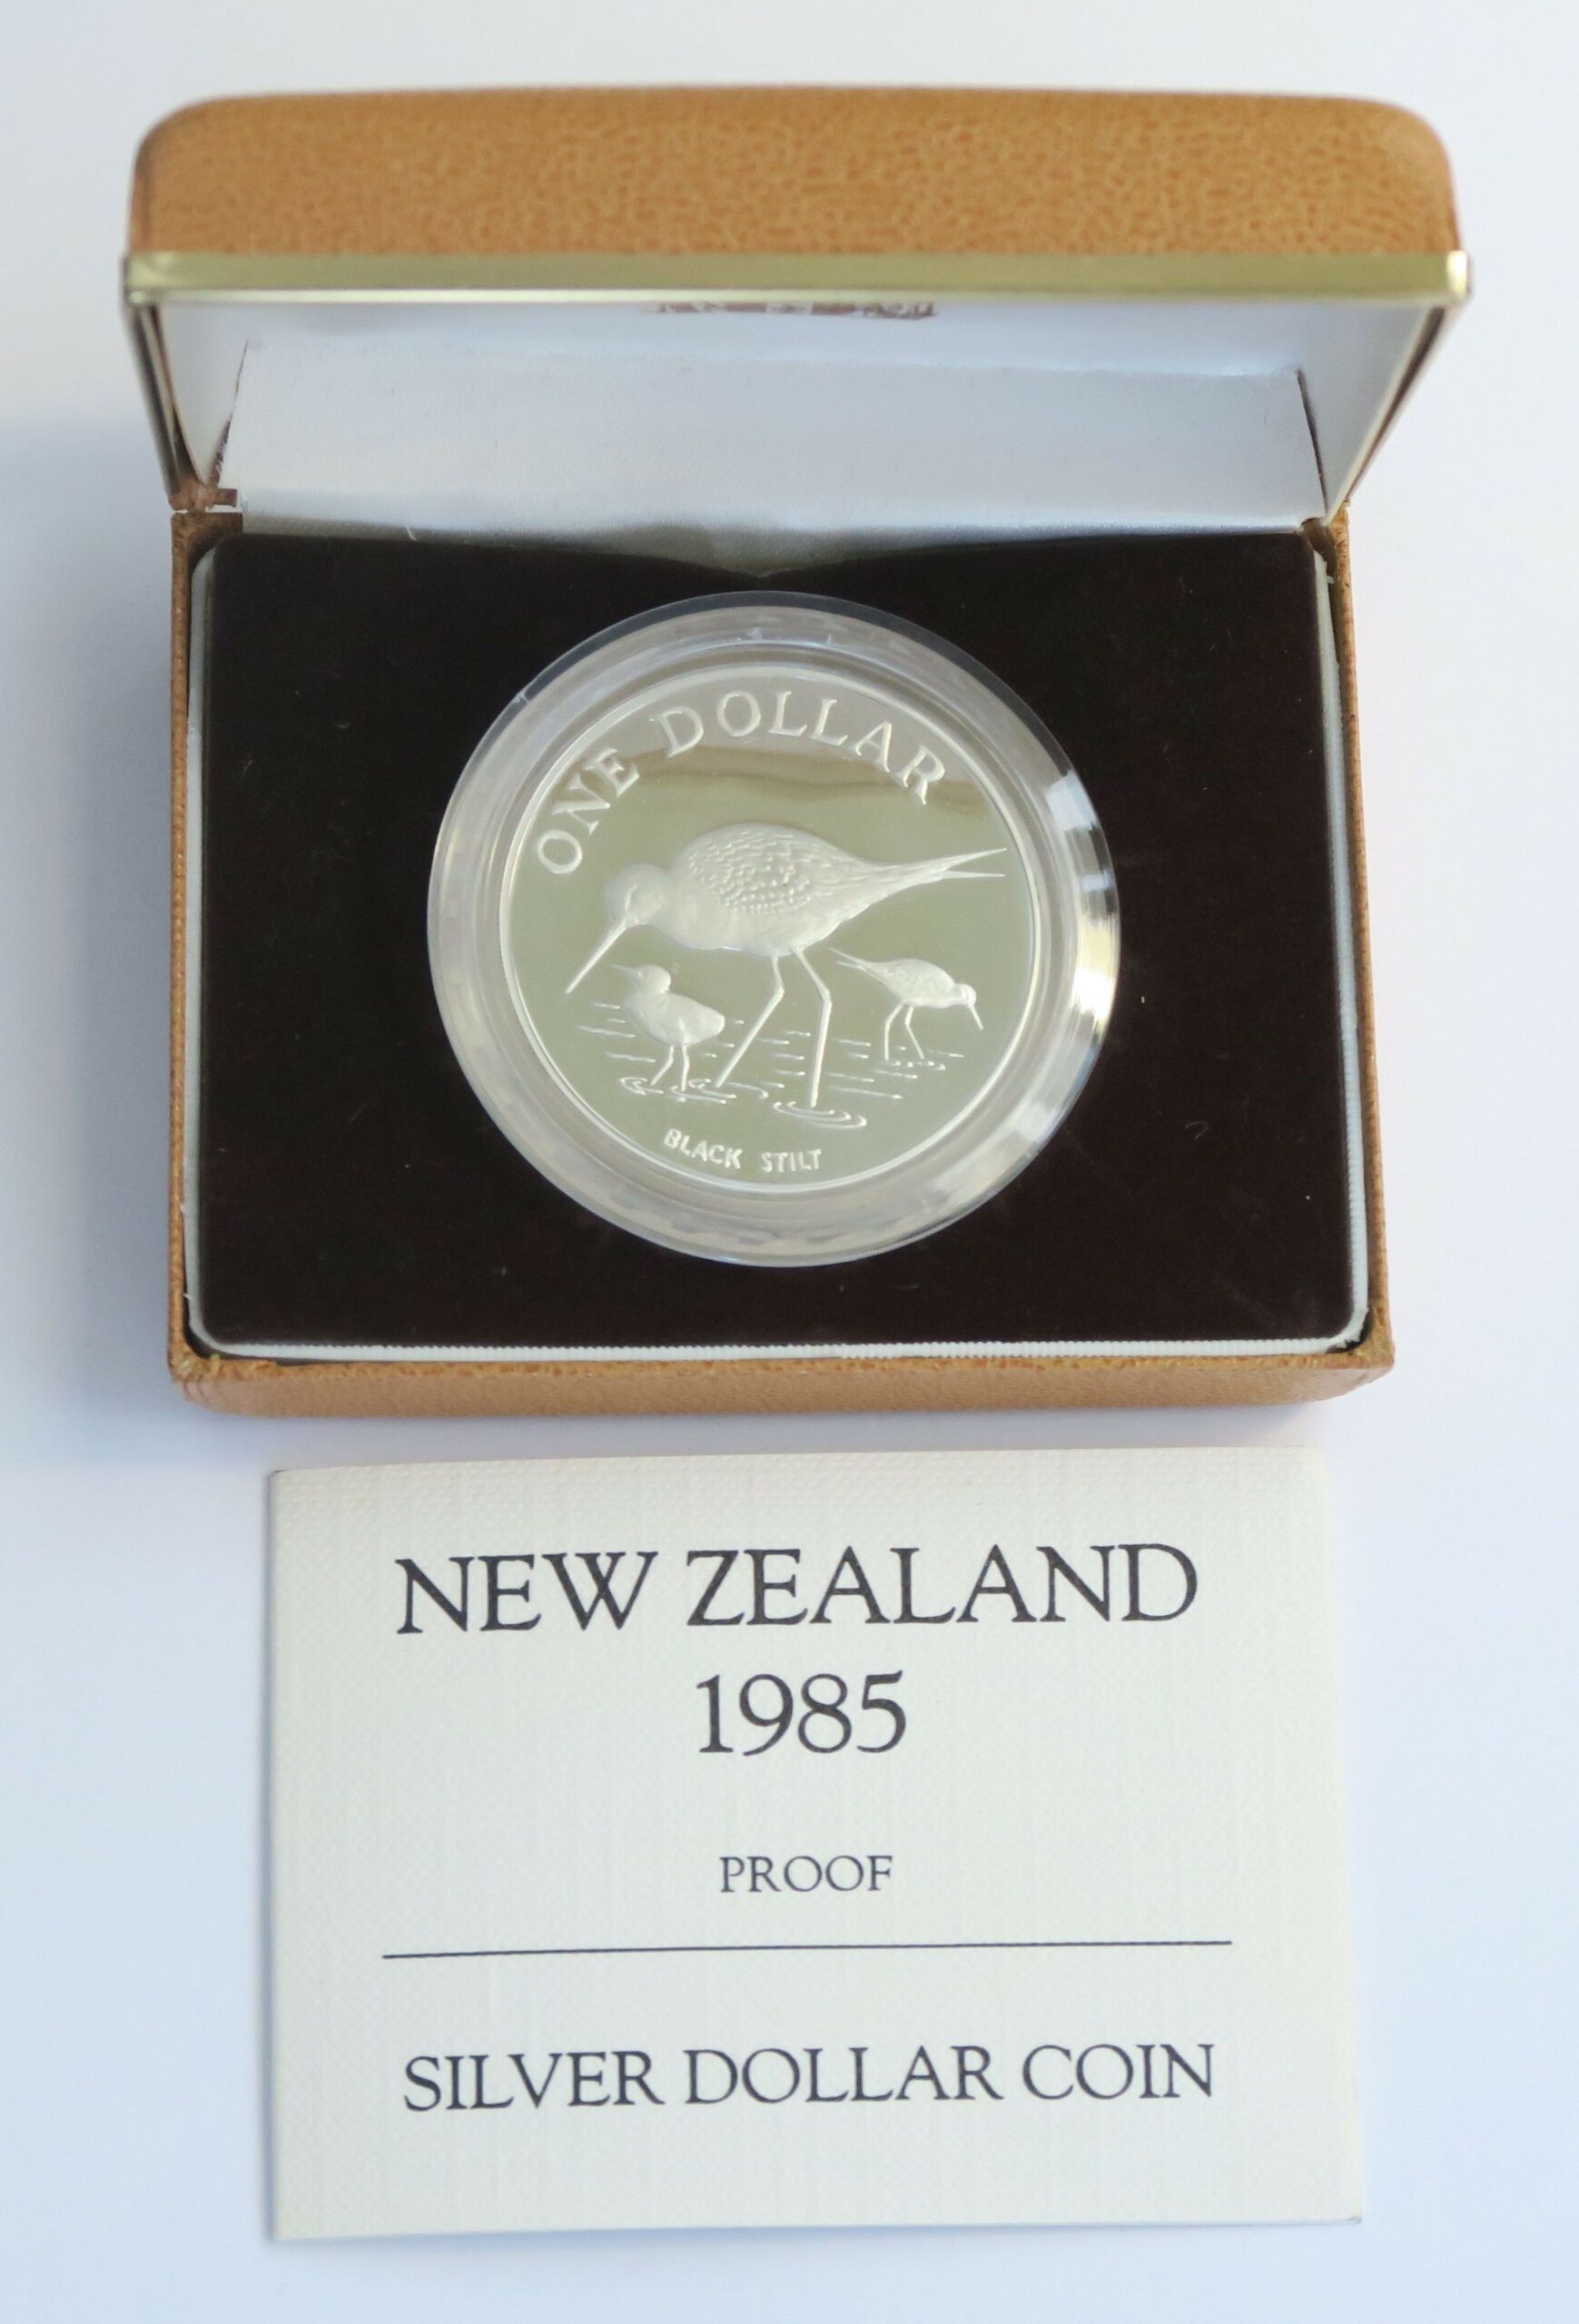 ONE DOLLAR
BLACK STILT
NEW ZEALAND
1985
PROOF
SILVER DOLLAR COIN